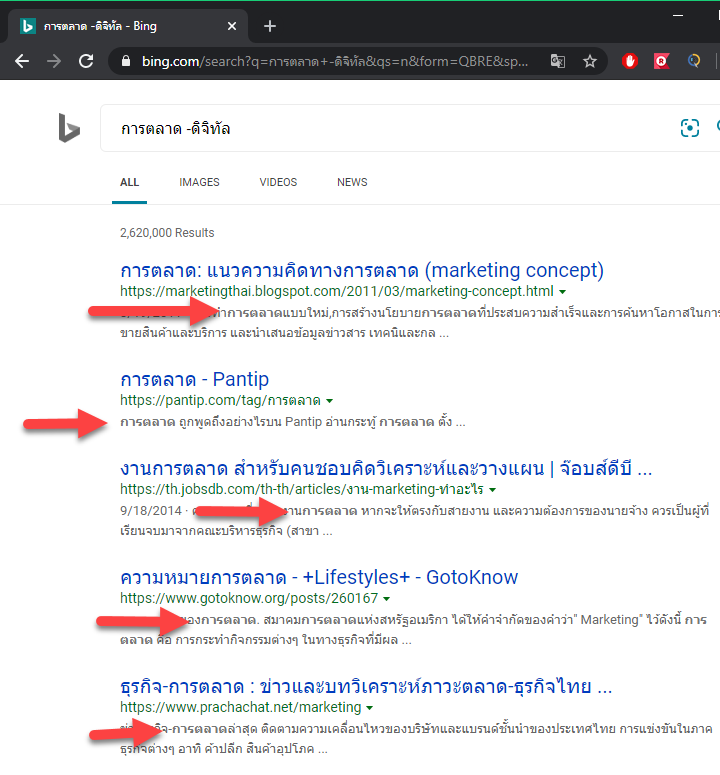 การตลาด -ดิจิทัล - Bing
bing.com/search?q=การตลาด+-ดิจิทัล&qs=n&form=QBRE&sp...
การตลาด -ดิจิทัล
ALL IMAGES VIDEOS NEWS
2,620,000 Results
การตลาด: แนวความคิดทางการตลาด (marketing concept)
https://marketingthai.blogspot.com/2011/03/marketing-concept.html
การตลาดแบบใหม่,การสร้างนโยบายการตลาดที่ประสบความสำเร็จและการค้นหาโอกาสในการ
ขายสินค้าและบริการ และนำเสนอข้อมูลข่าวสาร เทคนิและกล ...
การตลาด - Pantip
https://pantip.com/tag/การตลาด
การตลาด ถูกพูดถึงอย่างไรบน Pantip อ่านกระทู้ การตลาด ตั้ง ...
งานการตลาด สำหรับคนชอบคิดวิเคราะห์และวางแผน | จ๊อบส์ดีบี ...
https://th.jobsdb.com/th-th/articles/งาน-marketing-ทำอะไร
9/18/2014 · งานการตลาด หากจะให้ตรงกับสายงาน และความต้องการของนายจ้าง ควรเป็นผู้ที่
เรียนจบมาจากคณะบริหารธุรกิจ (สาขา ...
ความหมายการตลาด - +Lifestyles+ - GotoKnow
https://www.gotoknow.org/posts/260167
ของการตลาด. สมาคมการตลาดแห่งสหรัฐอเมริกา ได้ให้คำจำกัดของคำว่า" Marketing" ไว้ดังนี้ การ
ตลาด คือ การกระทำกิจกรรมต่างๆ ในทางธุรกิจที่มีผล ...
ธุรกิจ-การตลาด : ข่าวและบทวิเคราะห์ภาวะตลาด-ธุรกิจไทย ...
https://www.prachachat.net/marketing
การตลาดล่าสุด ติดตามความเคลื่อนไหวของบริษัทและแบรนด์ชั้นนำของประเทศไทย การแข่งขันในภาค
ธุรกิจต่างๆ อาทิ ค้าปลีก สินค้าอุปโภค ...